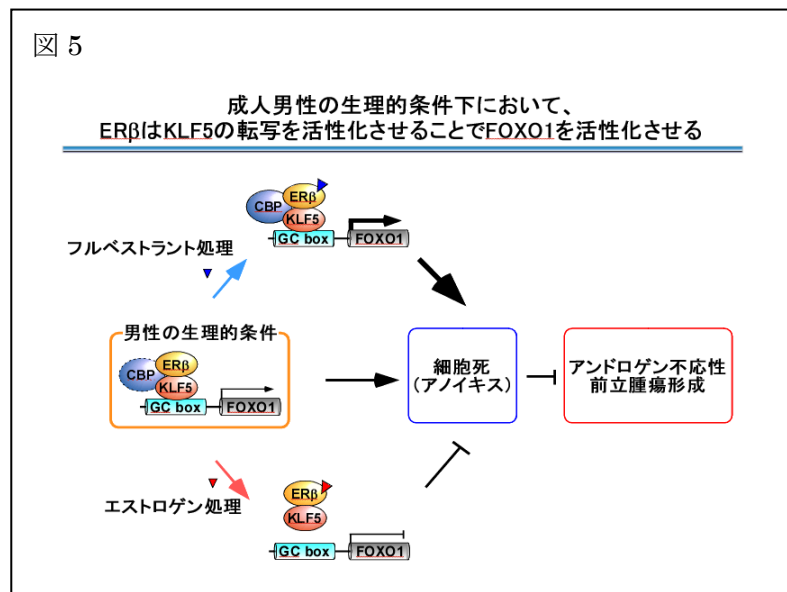 図 5
成人男性の生理的条件下において、
ERβはKLF5の転写を活性化させることでFOXO1を活性化させる
CBP
ERβ
KLF5
GC box
FOXO1
フルベストラント処理
男性の生理的条件
CBP
ERβ
KLF5
GC box
FOXO1
細胞死
(アノイキス)
アンドロゲン不応性
前立腫瘍形成
エストロゲン処理
ERβ
KLF5
GC box
FOXO1